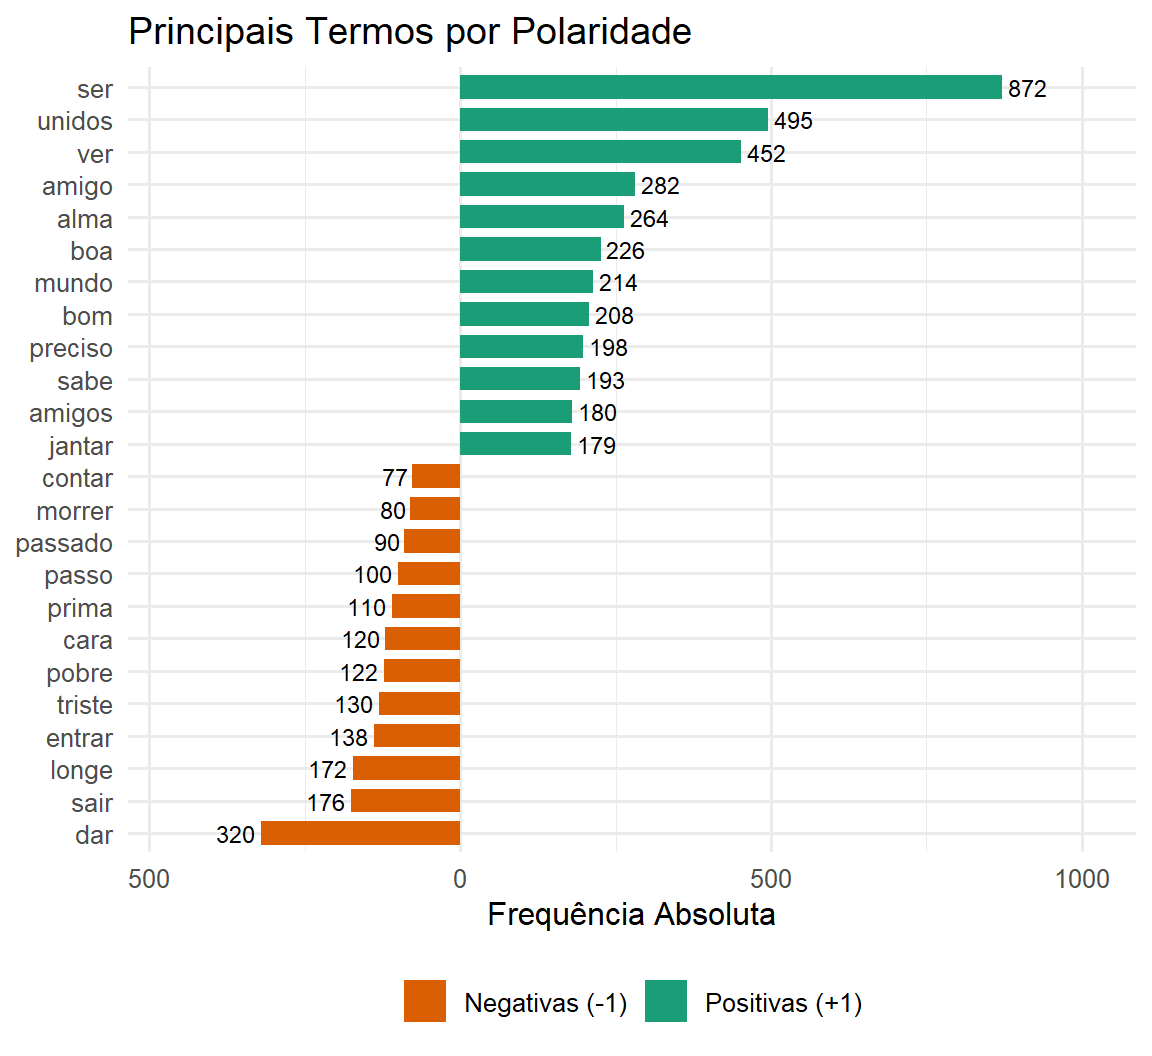 Principais Termos por Polaridade
ser 872
unidos 495
ver 452
amigo 282
alma 264
boa 226
mundo 214
bom 208
preciso 198
sabe 193
amigos 180
jantar 179
contar 77
morrer 80
passado 90
passo 100
prima 110
cara 120
pobre 122
triste 130
entrar 138
longe 172
sair 176
dar 320
500 0 500 1000
Frequência Absoluta
Negativas (-1) Positivas (+1)